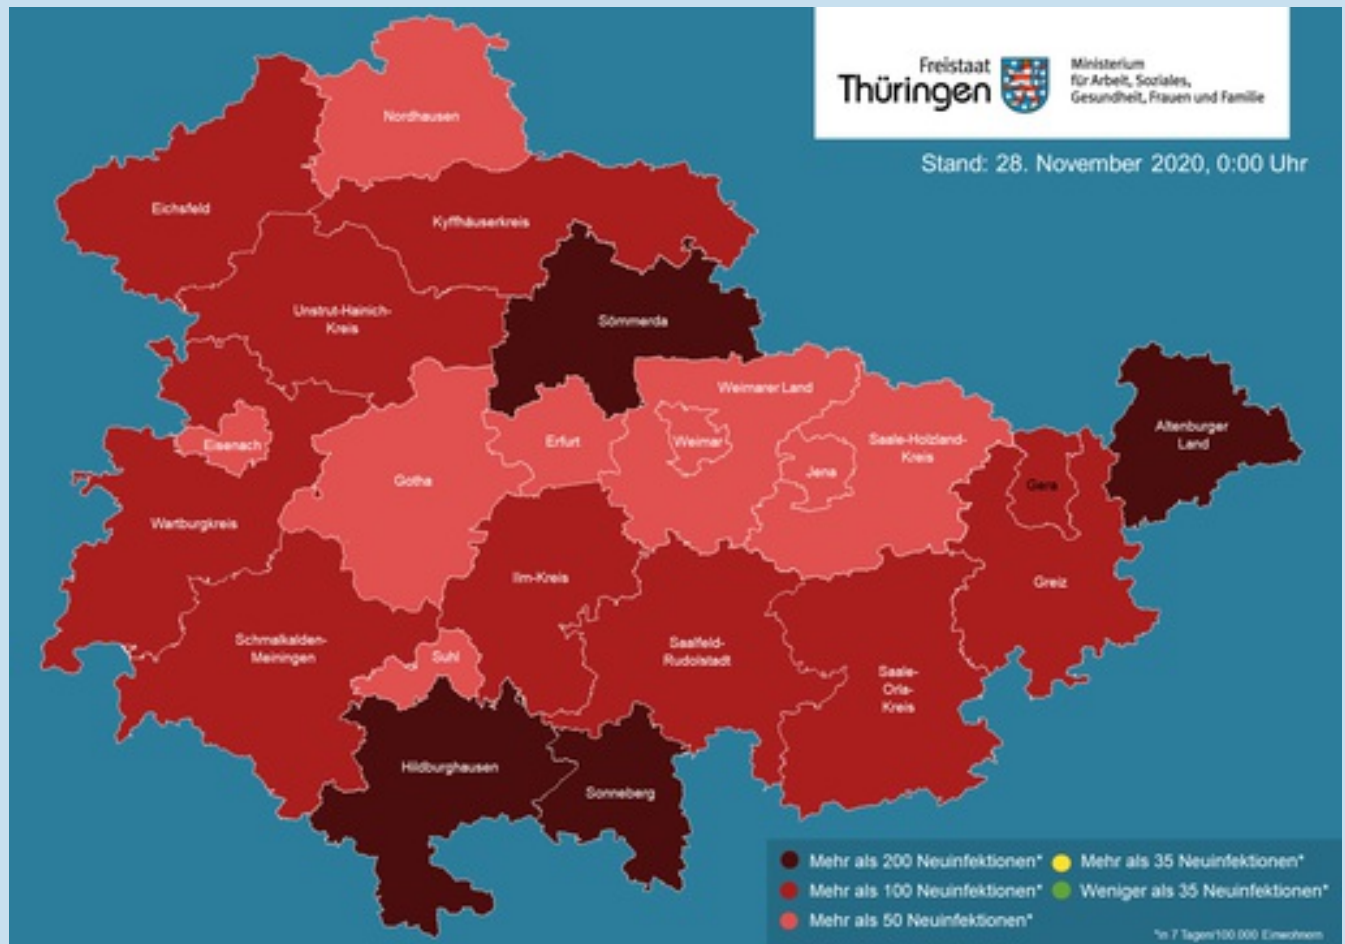 Freistaat
Thüringen
Ministerium
für Arbeit, Soziales,
Gesundheit, Frauen und Familie
Stand: 28. November 2020, 0:00 Uhr
Nordhausen
Eichsfeld
Kyffhäuserkreis
Unstrut-Hainich-
Kreis
Sömmerda
Weimarer Land
Eisenach
Erfurt
Weimar
Saale-Holzland-
Kreis
Altenburger
Land
Gotha
Jena
Gera
Wartburgkreis
Ilm-Kreis
Greiz
Schmalkalden-
Meiningen
Suhl
Saalfeld-
Rudolstadt
Saale-
Orla-
Kreis
Hildburghausen
Sonneberg
Mehr als 200 Neuinfektionen*
Mehr als 100 Neuinfektionen*
Mehr als 50 Neuinfektionen*
Mehr als 35 Neuinfektionen*
Weniger als 35 Neuinfektionen*
*in 7 Tagen/100.000 Einwohnern